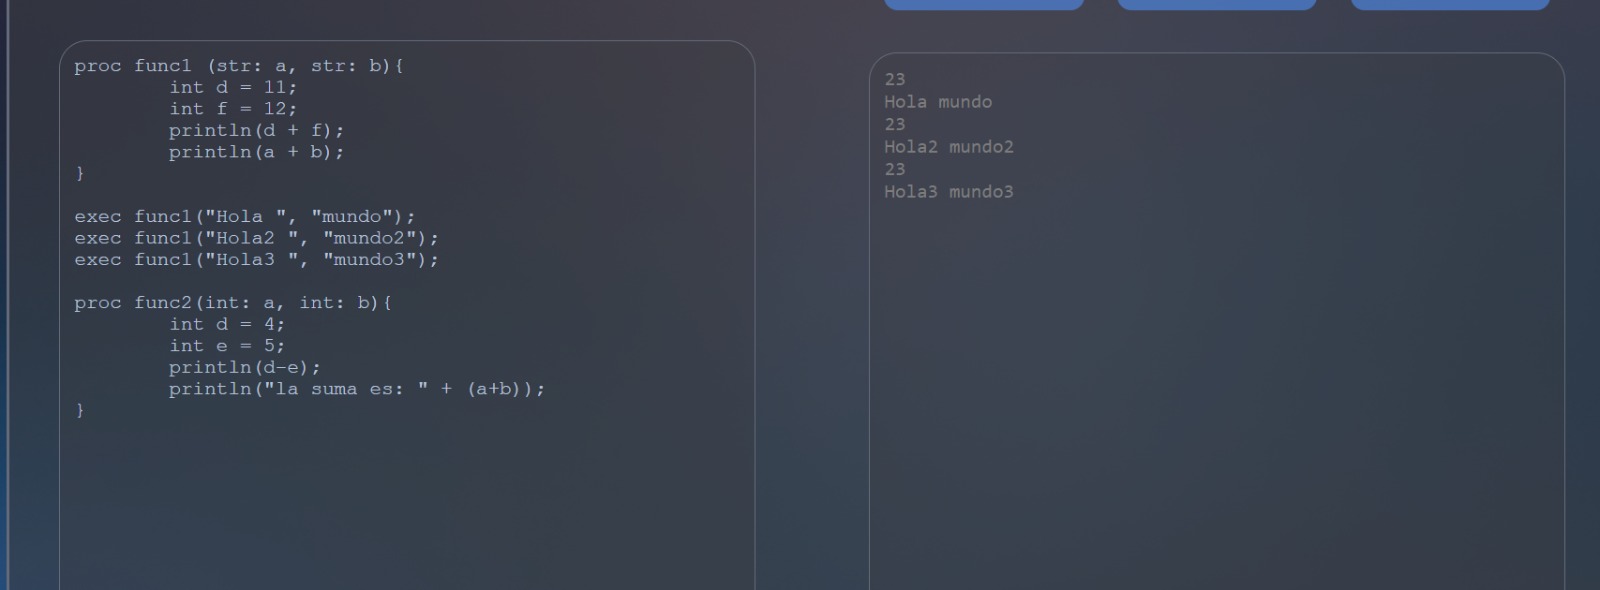 proc func1 (str: a, str: b){
int d = 11;
int f = 12;
println(d + f);
println(a + b);
}
exec func1("Hola ", "mundo");
exec func1("Hola2 ", "mundo2");
exec func1("Hola3 ", "mundo3");
proc func2(int: a, int: b){
int d = 4;
int e = 5;
println(d-e);
println("la suma es: " + (a+b));
}
23
Hola mundo
23
Hola2 mundo2
23
Hola3 mundo3